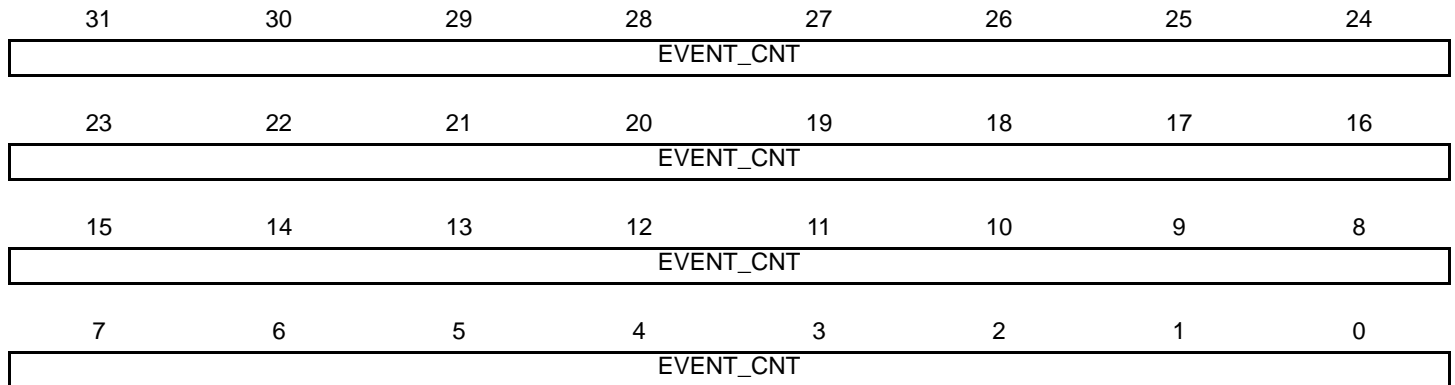 31 30 29 28 27 26 25 24
EVENT_CNT
23 22 21 20 19 18 17 16
EVENT_CNT
15 14 13 12 11 10 9 8
EVENT_CNT
7 6 5 4 3 2 1 0
EVENT_CNT